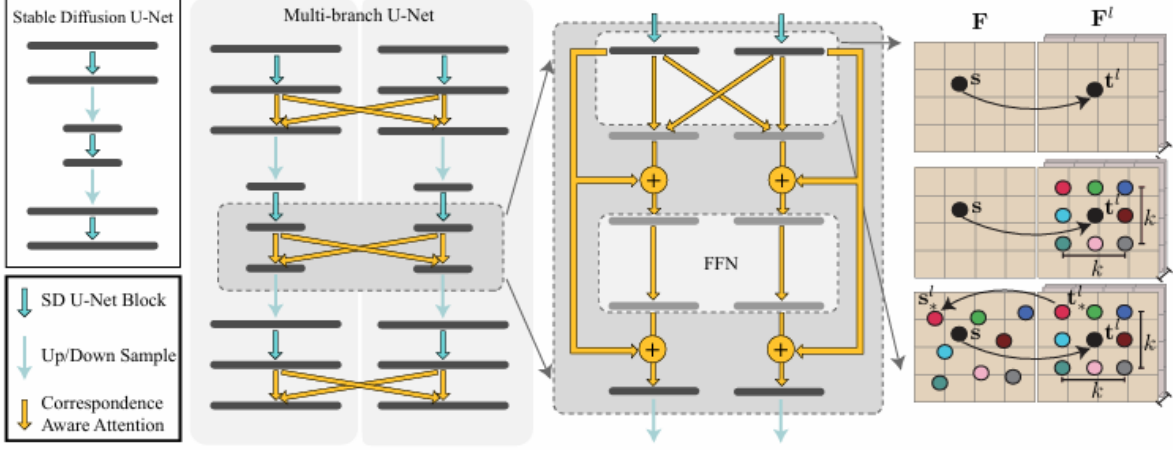 Stable Diffusion U-Net
SD U-Net Block
Up/Down Sample
Correspondence
Aware Attention
Multi-branch U-Net
+ +
FFN
+ +
F F^l
s t^l
s t^l k
k
s_*^l t_*^l
s t^l k
k